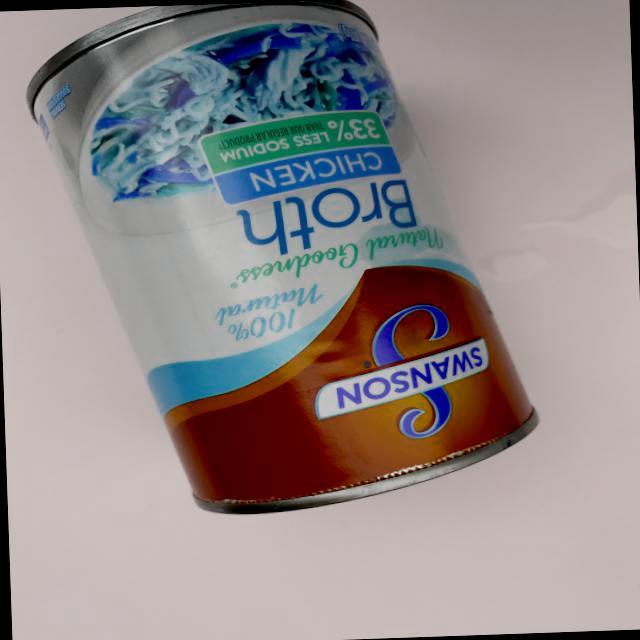 SWANSON
100%
Natural
Natural Goodness
Broth
CHICKEN
33% LESS SODIUM
THAN OUR REGULAR PRODUCT